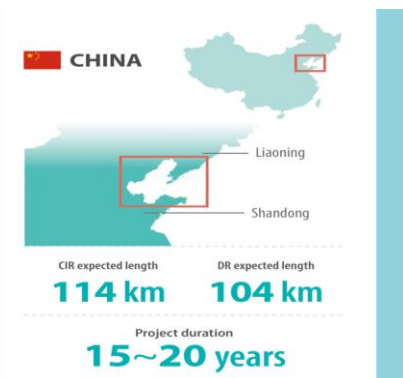 CHINA
Liaoning
Shandong
CIR expected length
DR expected length
114 km
104 km
Project duration
15~20 years